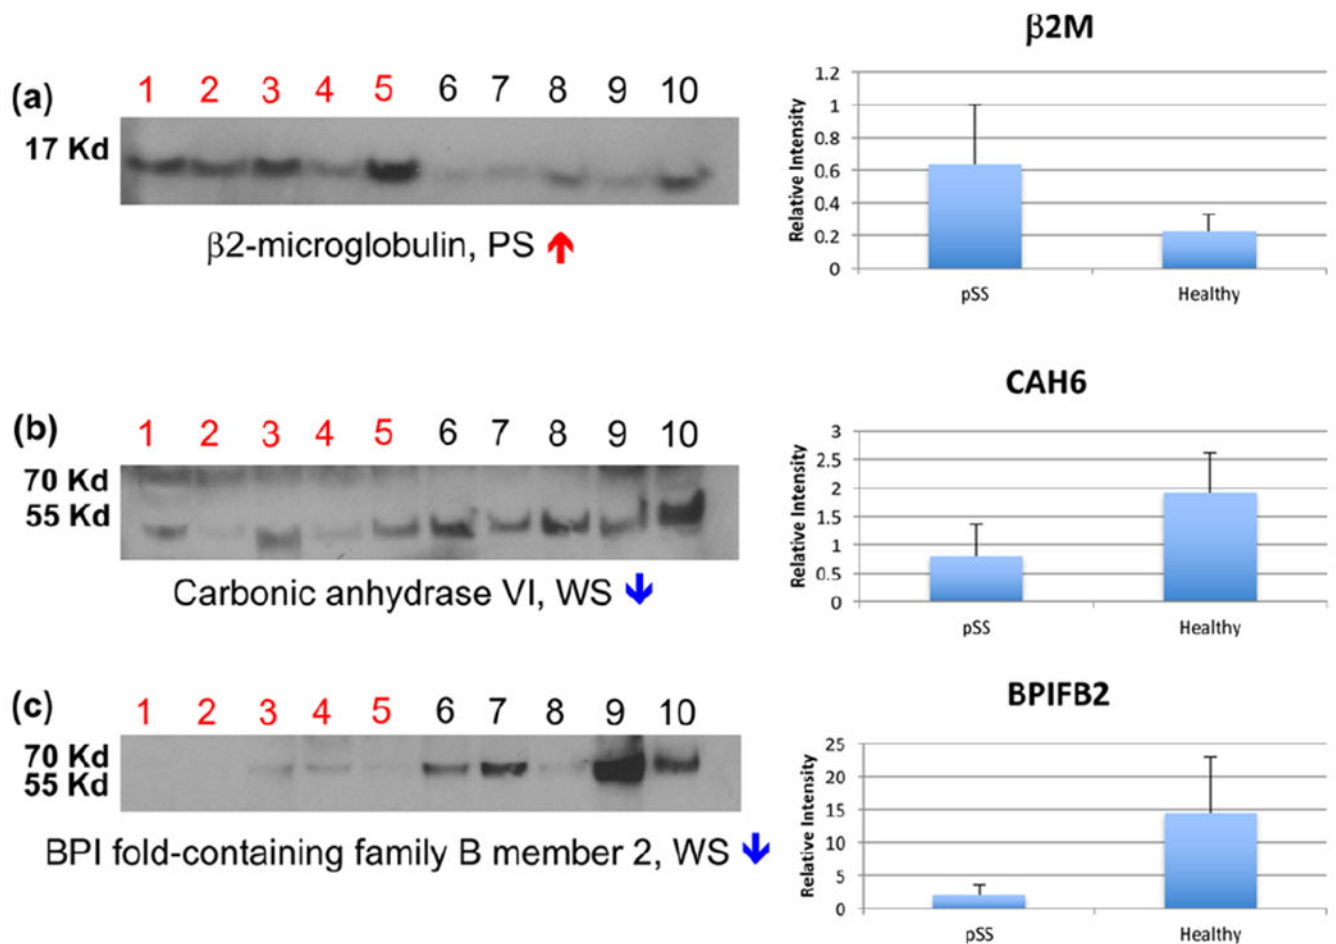 (a)
1 2 3 4 5 6 7 8 9 10
17 Kd
β2-microglobulin, PS
β2M
Relative Intensity
1.2
1
0.8
0.6
0.4
0.2
0
pSS Healthy
(b)
1 2 3 4 5 6 7 8 9 10
70 Kd
55 Kd
Carbonic anhydrase VI, WS
CAH6
Relative Intensity
3
2.5
2
1.5
1
0.5
0
pSS Healthy
(c)
1 2 3 4 5 6 7 8 9 10
70 Kd
55 Kd
BPI fold-containing family B member 2, WS
BPIFB2
Relative Intensity
25
20
15
10
5
0
pSS Healthy